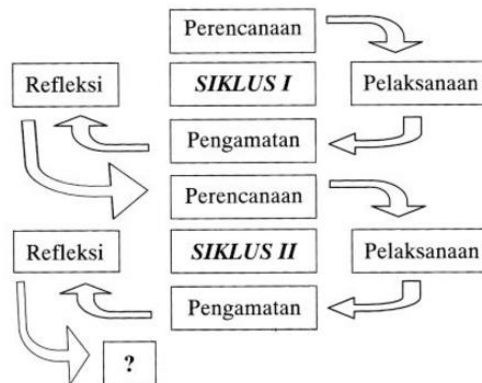 Perencanaan
Refleksi
SIKLUS I
Pelaksanaan
Pengamatan
Perencanaan
Refleksi
SIKLUS II
Pelaksanaan
Pengamatan
?